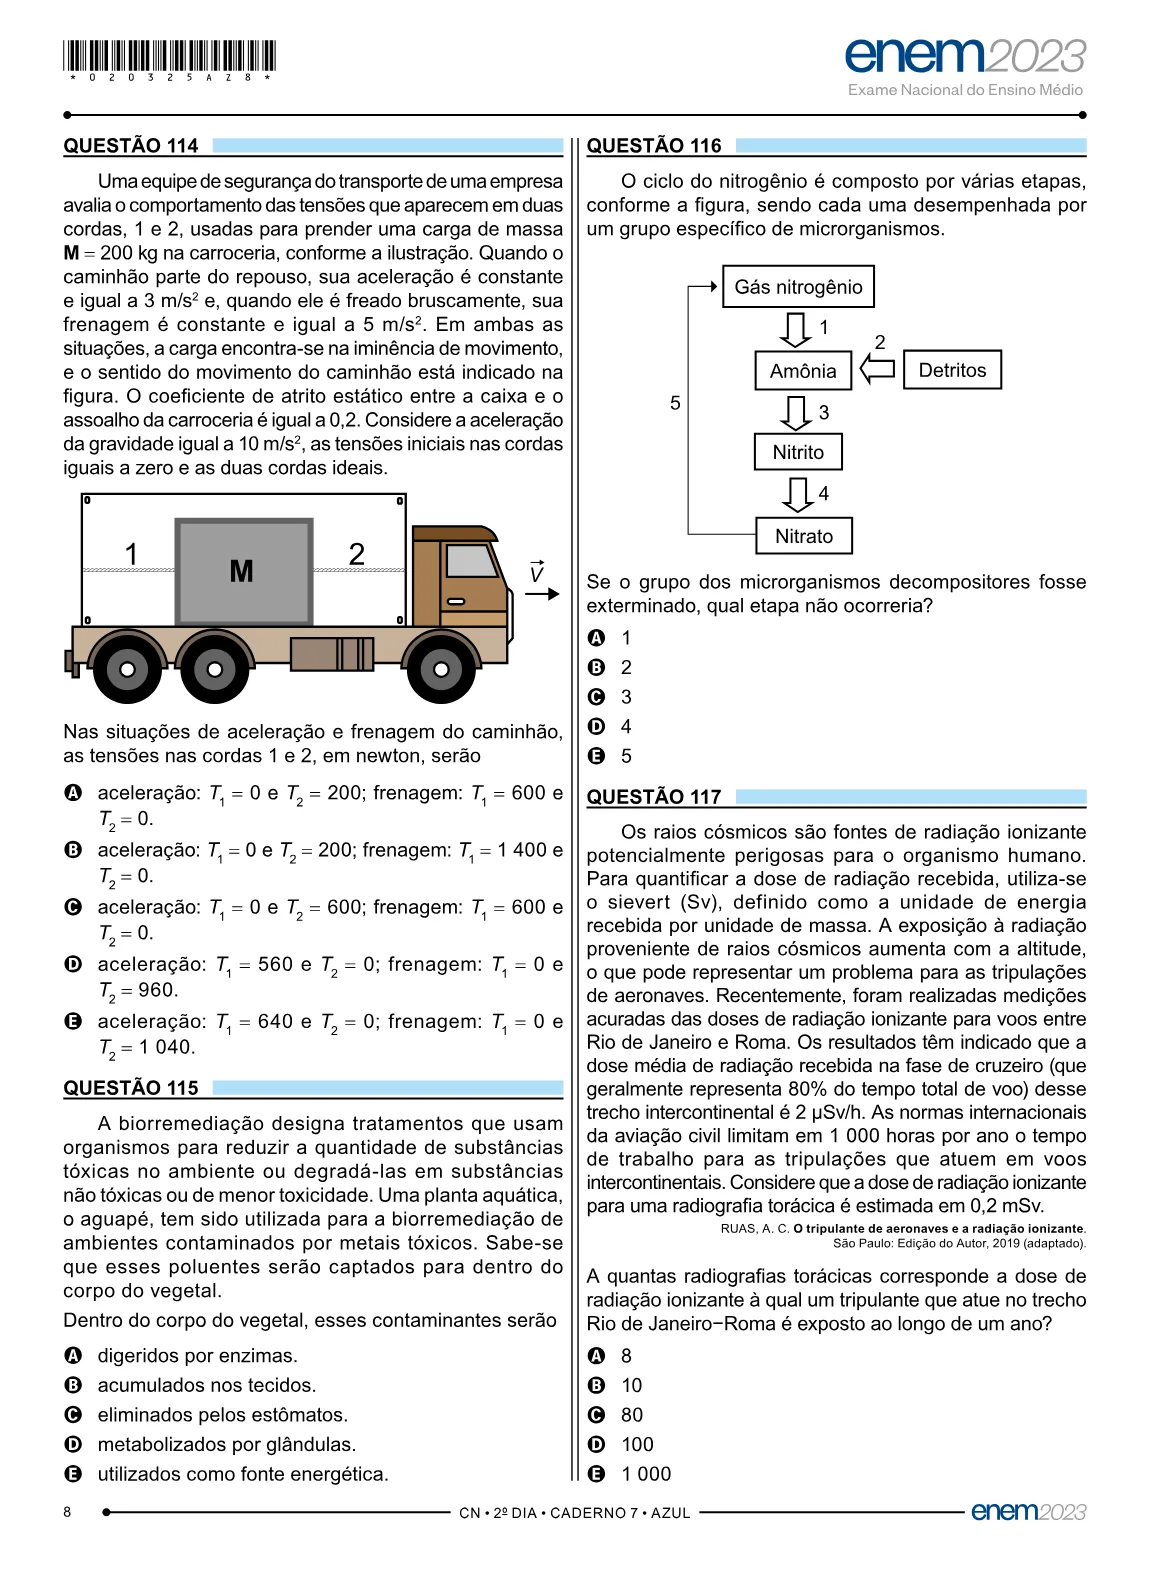 *020325AZ8*
enem2023
Exame Nacional do Ensino Médio
QUESTÃO 114
Uma equipe de segurança do transporte de uma empresa
avalia o comportamento das tensões que aparecem em duas
cordas, 1 e 2, usadas para prender uma carga de massa
M = 200 kg na carroceria, conforme a ilustração. Quando o
caminhão parte do repouso, sua aceleração é constante
e igual a 3 m/s² e, quando ele é freado bruscamente, sua
frenagem é constante e igual a 5 m/s². Em ambas as
situações, a carga encontra-se na iminência de movimento,
e o sentido do movimento do caminhão está indicado na
figura. O coeficiente de atrito estático entre a caixa e o
assoalho da carroceria é igual a 0,2. Considere a aceleração
da gravidade igual a 10 m/s², as tensões iniciais nas cordas
iguais a zero e as duas cordas ideais.
1
M
2
V
Nas situações de aceleração e frenagem do caminhão,
as tensões nas cordas 1 e 2, em newton, serão
A aceleração: T₁ = 0 e T₂ = 200; frenagem: T₁ = 600 e
T₂ = 0.
B aceleração: T₁ = 0 e T₂ = 200; frenagem: T₁ = 1 400 e
T₂ = 0.
C aceleração: T₁ = 0 e T₂ = 600; frenagem: T₁ = 600 e
T₂ = 0.
D aceleração: T₁ = 560 e T₂ = 0; frenagem: T₁ = 0 e
T₂ = 960.
E aceleração: T₁ = 640 e T₂ = 0; frenagem: T₁ = 0 e
T₂ = 1 040.
QUESTÃO 115
A biorremediação designa tratamentos que usam
organismos para reduzir a quantidade de substâncias
tóxicas no ambiente ou degradá-las em substâncias
não tóxicas ou de menor toxicidade. Uma planta aquática,
o aguapé, tem sido utilizada para a biorremediação de
ambientes contaminados por metais tóxicos. Sabe-se
que esses poluentes serão captados para dentro do
corpo do vegetal.
Dentro do corpo do vegetal, esses contaminantes serão
A digeridos por enzimas.
B acumulados nos tecidos.
C eliminados pelos estômatos.
D metabolizados por glândulas.
E utilizados como fonte energética.
QUESTÃO 116
O ciclo do nitrogênio é composto por várias etapas,
conforme a figura, sendo cada uma desempenhada por
um grupo específico de microrganismos.
Gás nitrogênio
1
2
Amônia
Detritos
5
3
Nitrito
4
Nitrato
Se o grupo dos microrganismos decompositores fosse
exterminado, qual etapa não ocorreria?
A 1
B 2
C 3
D 4
E 5
QUESTÃO 117
Os raios cósmicos são fontes de radiação ionizante
potencialmente perigosas para o organismo humano.
Para quantificar a dose de radiação recebida, utiliza-se
o sievert (Sv), definido como a unidade de energia
recebida por unidade de massa. A exposição à radiação
proveniente de raios cósmicos aumenta com a altitude,
o que pode representar um problema para as tripulações
de aeronaves. Recentemente, foram realizadas medições
acuradas das doses de radiação ionizante para voos entre
Rio de Janeiro e Roma. Os resultados têm indicado que a
dose média de radiação recebida na fase de cruzeiro (que
geralmente representa 80% do tempo total de voo) desse
trecho intercontinental é 2 μSv/h. As normas internacionais
da aviação civil limitam em 1 000 horas por ano o tempo
de trabalho para as tripulações que atuem em voos
intercontinentais. Considere que a dose de radiação ionizante
para uma radiografia torácica é estimada em 0,2 mSv.
RUAS, A. C. O tripulante de aeronaves e a radiação ionizante.
São Paulo: Edição do Autor, 2019 (adaptado).
A quantas radiografias torácicas corresponde a dose de
radiação ionizante à qual um tripulante que atue no trecho
Rio de Janeiro−Roma é exposto ao longo de um ano?
A 8
B 10
C 80
D 100
E 1 000
8
CN • 2º DIA • CADERNO 7 • AZUL
enem2023